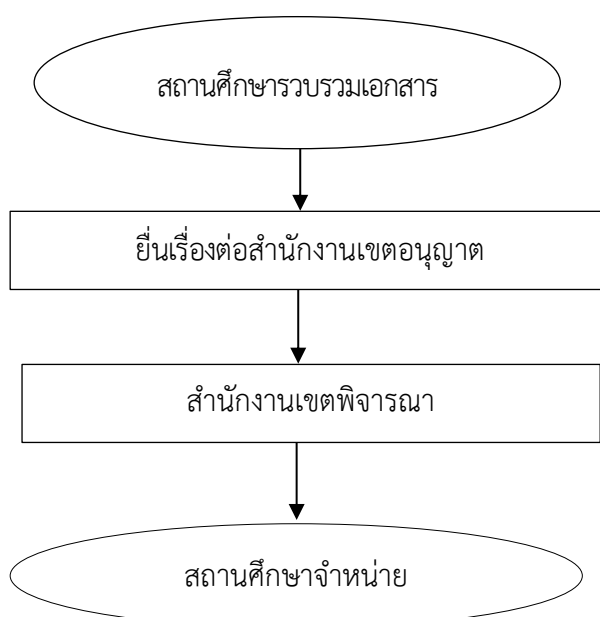 สถานศึกษารวบรวมเอกสาร
ยื่นเรื่องต่อสำนักงานเขตอนุญาต
สำนักงานเขตพิจารณา
สถานศึกษาจำหน่าย